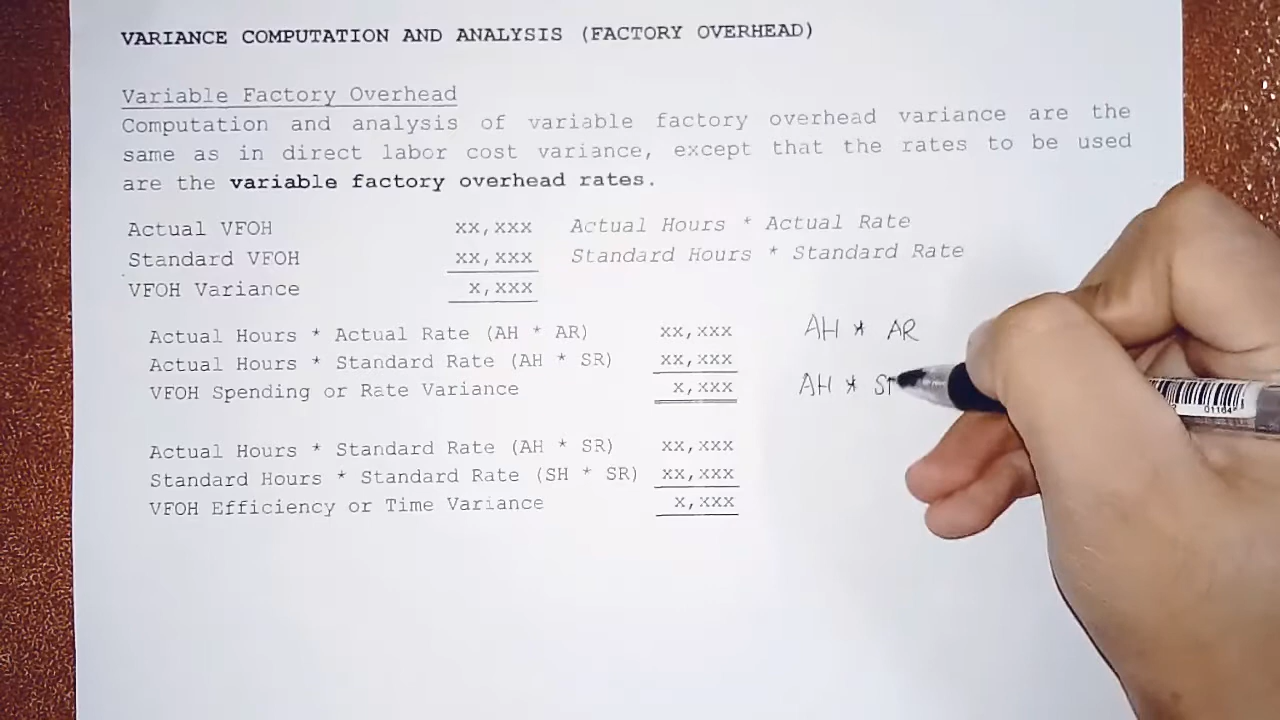 VARIANCE COMPUTATION AND ANALYSIS (FACTORY OVERHEAD)
Variable Factory Overhead
Computation and analysis of variable factory overhead variance are the
same as in direct labor cost variance, except that the rates to be used
are the variable factory overhead rates.
Actual VFOH xx,xxx Actual Hours * Actual Rate
Standard VFOH xx,xxx Standard Hours * Standard Rate
VFOH Variance x,xxx
Actual Hours * Actual Rate (AH * AR) xx,xxx AH * AR
Actual Hours * Standard Rate (AH * SR) xx,xxx AH *
VFOH Spending or Rate Variance x,xxx
Actual Hours * Standard Rate (AH * SR) xx,xxx
Standard Hours * Standard Rate (SH * SR) xx,xxx
VFOH Efficiency or Time Variance x,xxx